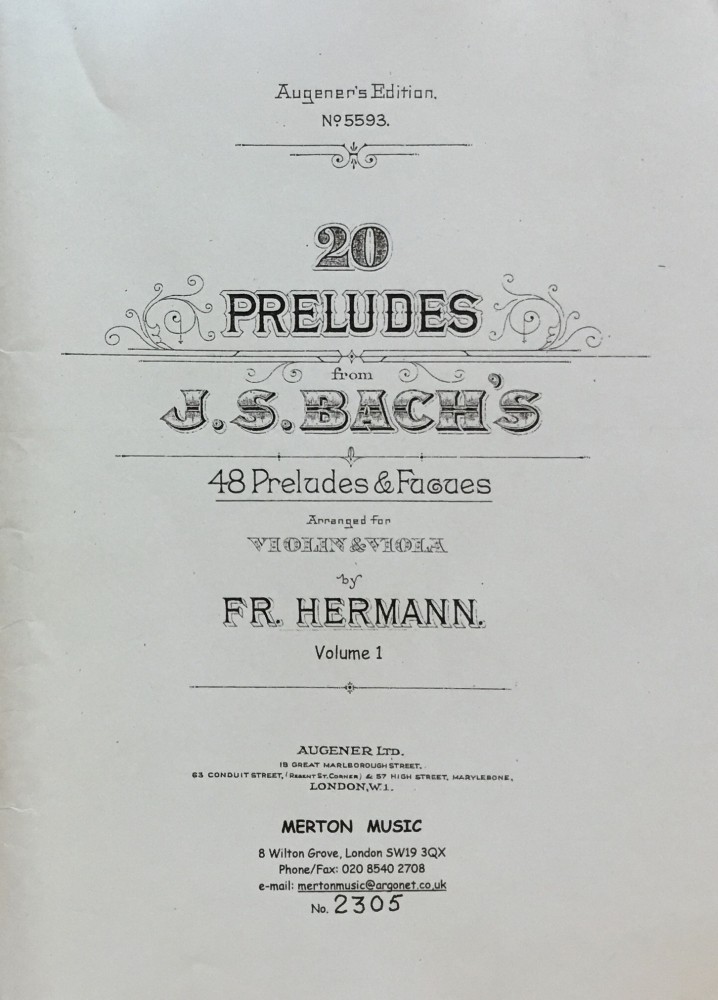 Augener's Edition.
No 5593.
20
PRELUDES
from
J.S.BACH'S
48 Preludes & Fugues
Arranged for
VIOLIN & VIOLA
by
FR. HERMANN.
Volume 1
AUGENER LTD.
18 GREAT MARLBOROUGH STREET,
63 CONDUIT STREET, (REGENT ST. CORNER) & 57 HIGH STREET, MARYLEBONE,
LONDON, W.1.
MERTON MUSIC
8 Wilton Grove, London SW19 3QX
Phone/Fax: 020 8540 2708
e-mail: mertonmusic@argonet.co.uk
No. 2305